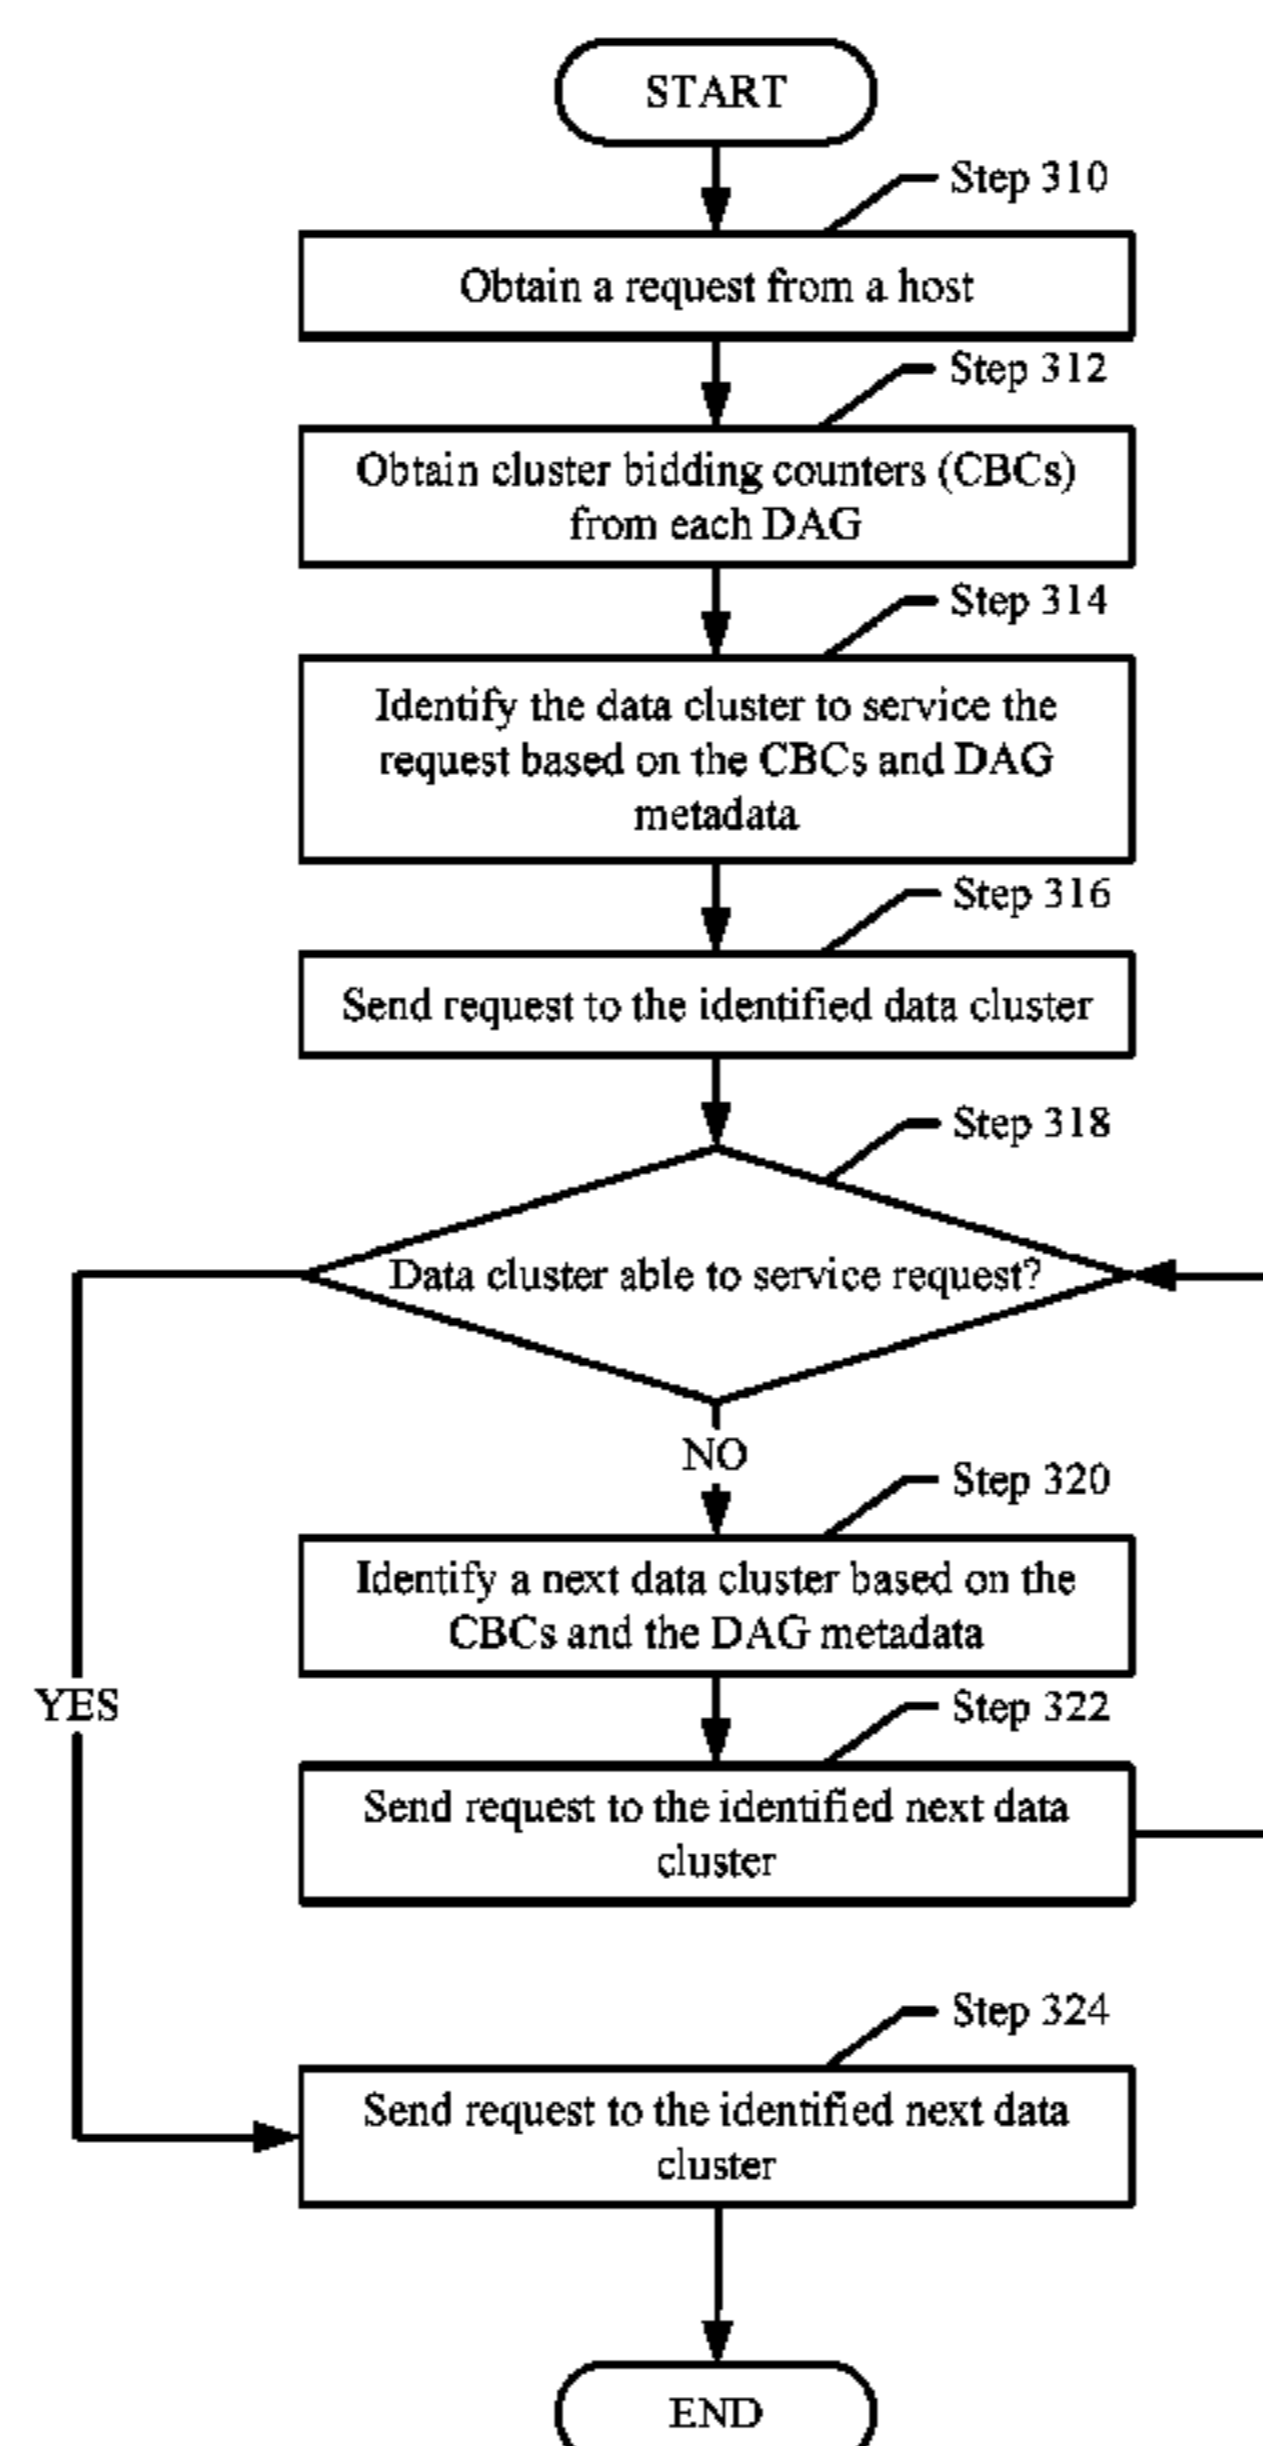 START
Step 310
Obtain a request from a host
Step 312
Obtain cluster bidding counters (CBCs)
from each DAG
Step 314
Identify the data cluster to service the
request based on the CBCs and DAG
metadata
Step 316
Send request to the identified data cluster
Step 318
Data cluster able to service request?
NO
Step 320
Identify a next data cluster based on the
CBCs and the DAG metadata
YES
Step 322
Send request to the identified next data
cluster
Step 324
Send request to the identified next data
cluster
END